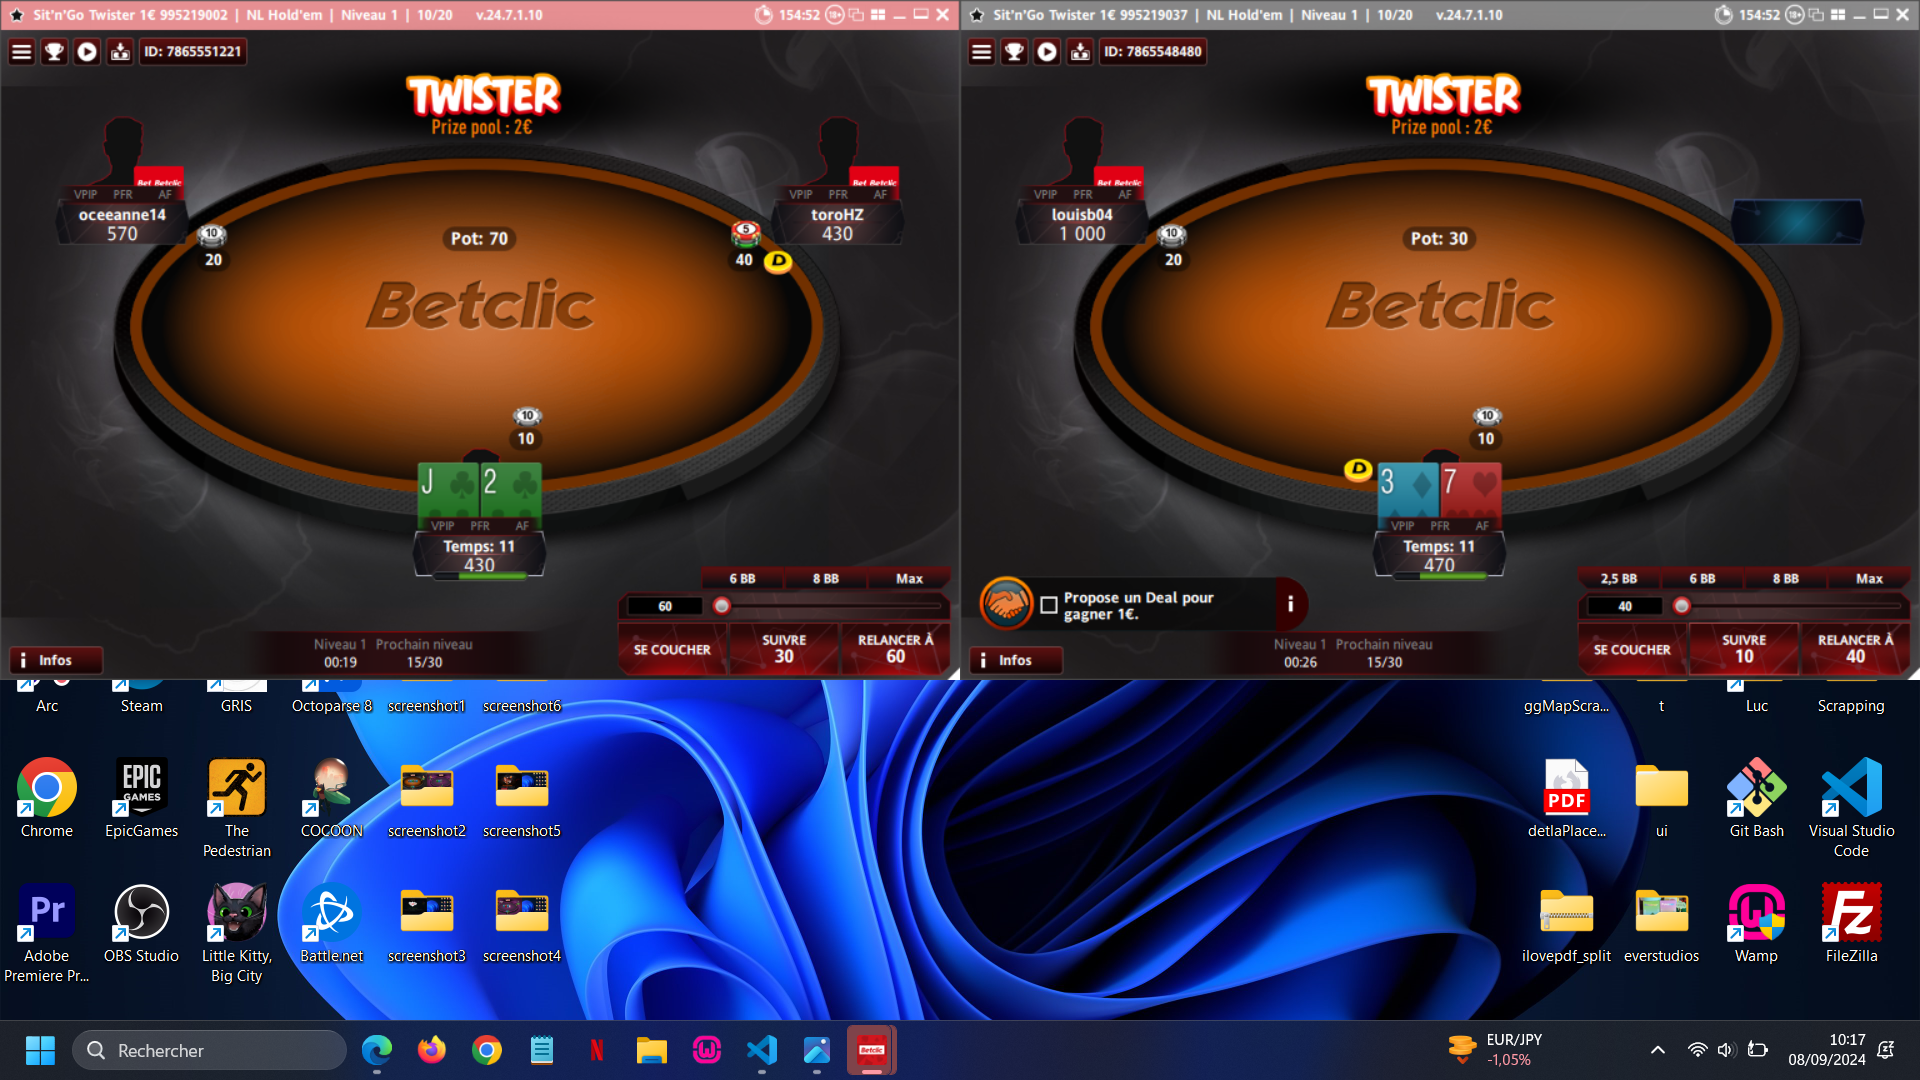 Sit'n'Go Twister 1€ 995219002 | NL Hold'em | Niveau 1 | 10/20 v.24.7.1.10
154:52 18+
ID: 7865551221
TWISTER
Prize pool : 2€
Bet Betclic
VPIP PFR AF
oceeanne14
570
Bet Betclic
VPIP PFR AF
toroHZ
430
10
20
Pot: 70
5
40
D
Betclic
10
10
J 2
VPIP PFR AF
Temps: 11
430
6 BB 8 BB Max
60
SE COUCHER
SUIVRE
30
RELANCER À
60
Niveau 1 Prochain niveau
00:19 15/30
i Infos
Sit'n'Go Twister 1€ 995219037 | NL Hold'em | Niveau 1 | 10/20 v.24.7.1.10
154:52 18+
ID: 7865548480
TWISTER
Prize pool : 2€
Bet Betclic
VPIP PFR AF
louisb04
1 000
10
20
Pot: 30
Betclic
10
10
D
3 7
VPIP PFR AF
Temps: 11
470
Propose un Deal pour
gagner 1€.
i
2,5 BB 6 BB 8 BB Max
40
SE COUCHER
SUIVRE
10
RELANCER À
40
Niveau 1 Prochain niveau
00:26 15/30
i Infos
Arc Steam GRIS Octoparse 8 screenshot1 screenshot6 ggMapScra... t Luc Scrapping
EPIC
GAMES
PDF
Chrome EpicGames The
Pedestrian COCOON screenshot2 screenshot5 detlaPlace... ui Git Bash Visual Studio
Code
Pr
Fz
Adobe
Premiere Pr... OBS Studio Little Kitty,
Big City Battle.net screenshot3 screenshot4 ilovepdf_split everstudios Wamp FileZilla
Rechercher
N
Betclic
EUR/JPY
-1,05%
10:17
08/09/2024